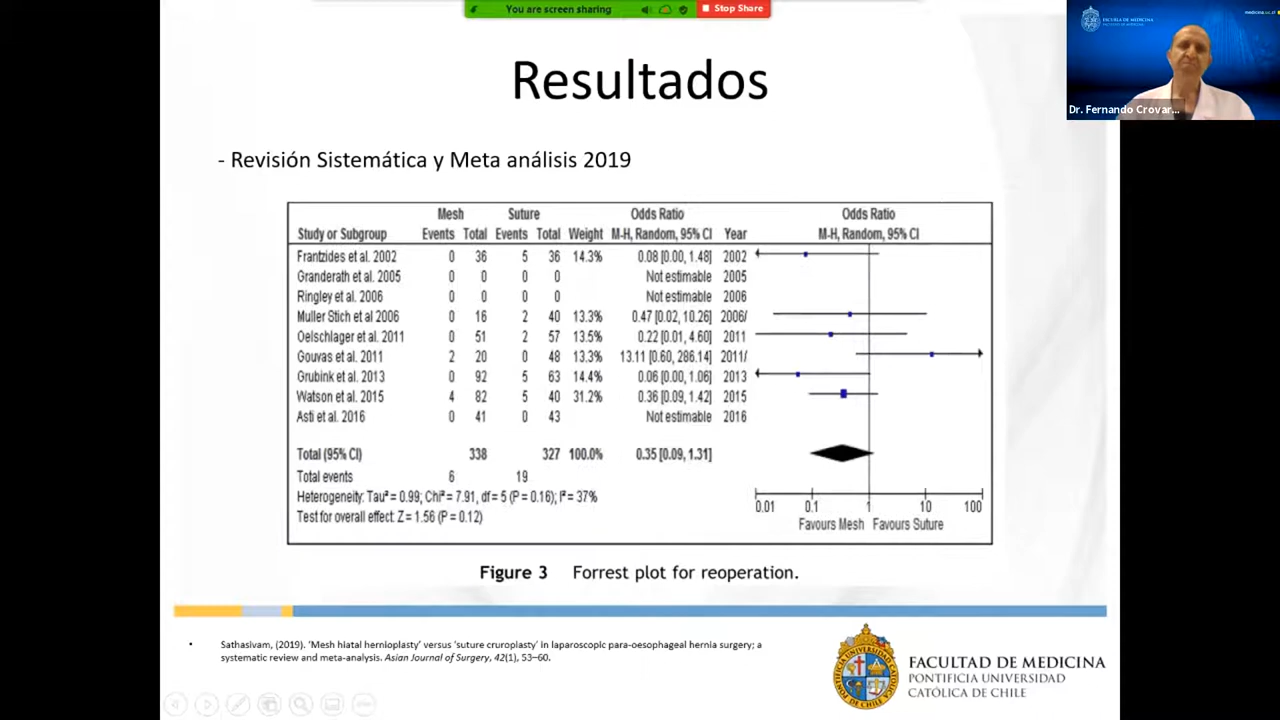 You are screen sharing
Stop Share
ESCUELA DE MEDICINA
Dr. Fernando Crovar...
Resultados
- Revisión Sistemática y Meta análisis 2019
Mesh Suture Odds Ratio Odds Ratio
Study or Subgroup Events Total Events Total Weight M-H, Random, 95% CI Year M-H, Random, 95% CI
Frantzides et al. 2002 0 36 5 36 14.3% 0.08 [0.00, 1.48] 2002
Granderath et al. 2005 0 0 0 0 Not estimable 2005
Ringley et al. 2006 0 0 0 0 Not estimable 2006
Muller Stich et al 2006 0 16 2 40 13.3% 0.47 [0.02, 10.26] 2006/
Oelschlager et al. 2011 0 51 2 57 13.5% 0.22 [0.01, 4.60] 2011
Gouvas et al. 2011 2 20 0 48 13.3% 13.11 [0.60, 286.14] 2011/
Grubink et al. 2013 0 92 5 63 14.4% 0.06 [0.00, 1.06] 2013
Watson et al. 2015 4 82 5 40 31.2% 0.36 [0.09, 1.42] 2015
Asti et al. 2016 0 41 0 43 Not estimable 2016
Total (95% CI) 338 327 100.0% 0.35 [0.09, 1.31]
Total events 6 19
Heterogeneity: Tau² = 0.99; Chi² = 7.91, df = 5 (P = 0.16); I² = 37%
Test for overall effect: Z = 1.56 (P = 0.12)
0.01 0.1 1 10 100
Favours Mesh Favours Suture
Figure 3 Forrest plot for reoperation.
• Sathasivam, (2019). 'Mesh hiatal hernioplasty' versus 'suture cruroplasty' in laparoscopic para-oesophageal hernia surgery; a
systematic review and meta-analysis. Asian Journal of Surgery, 42(1), 53–60.
FACULTAD DE MEDICINA
PONTIFICIA UNIVERSIDAD
CATÓLICA DE CHILE